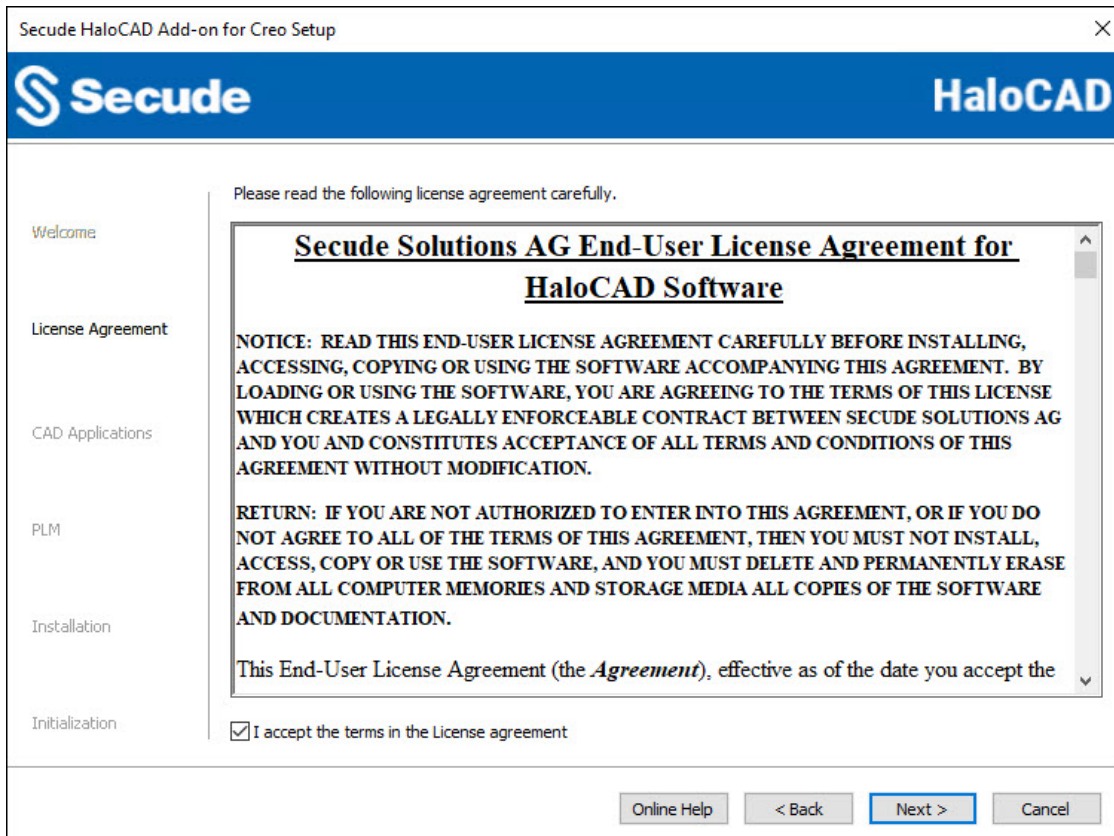 Secude HaloCAD Add-on for Creo Setup
Secude
HaloCAD
Welcome
License Agreement
CAD Applications
PLM
Installation
Initialization
Please read the following license agreement carefully.
Secude Solutions AG End-User License Agreement for
HaloCAD Software
NOTICE: READ THIS END-USER LICENSE AGREEMENT CAREFULLY BEFORE INSTALLING,
ACCESSING, COPYING OR USING THE SOFTWARE ACCOMPANYING THIS AGREEMENT. BY
LOADING OR USING THE SOFTWARE, YOU ARE AGREEING TO THE TERMS OF THIS LICENSE
WHICH CREATES A LEGALLY ENFORCEABLE CONTRACT BETWEEN SECUDE SOLUTIONS AG
AND YOU AND CONSTITUTES ACCEPTANCE OF ALL TERMS AND CONDITIONS OF THIS
AGREEMENT WITHOUT MODIFICATION.
RETURN: IF YOU ARE NOT AUTHORIZED TO ENTER INTO THIS AGREEMENT, OR IF YOU DO
NOT AGREE TO ALL OF THE TERMS OF THIS AGREEMENT, THEN YOU MUST NOT INSTALL,
ACCESS, COPY OR USE THE SOFTWARE, AND YOU MUST DELETE AND PERMANENTLY ERASE
FROM ALL COMPUTER MEMORIES AND STORAGE MEDIA ALL COPIES OF THE SOFTWARE
AND DOCUMENTATION.
This End-User License Agreement (the Agreement), effective as of the date you accept the
I accept the terms in the License agreement
Online Help
< Back
Next >
Cancel